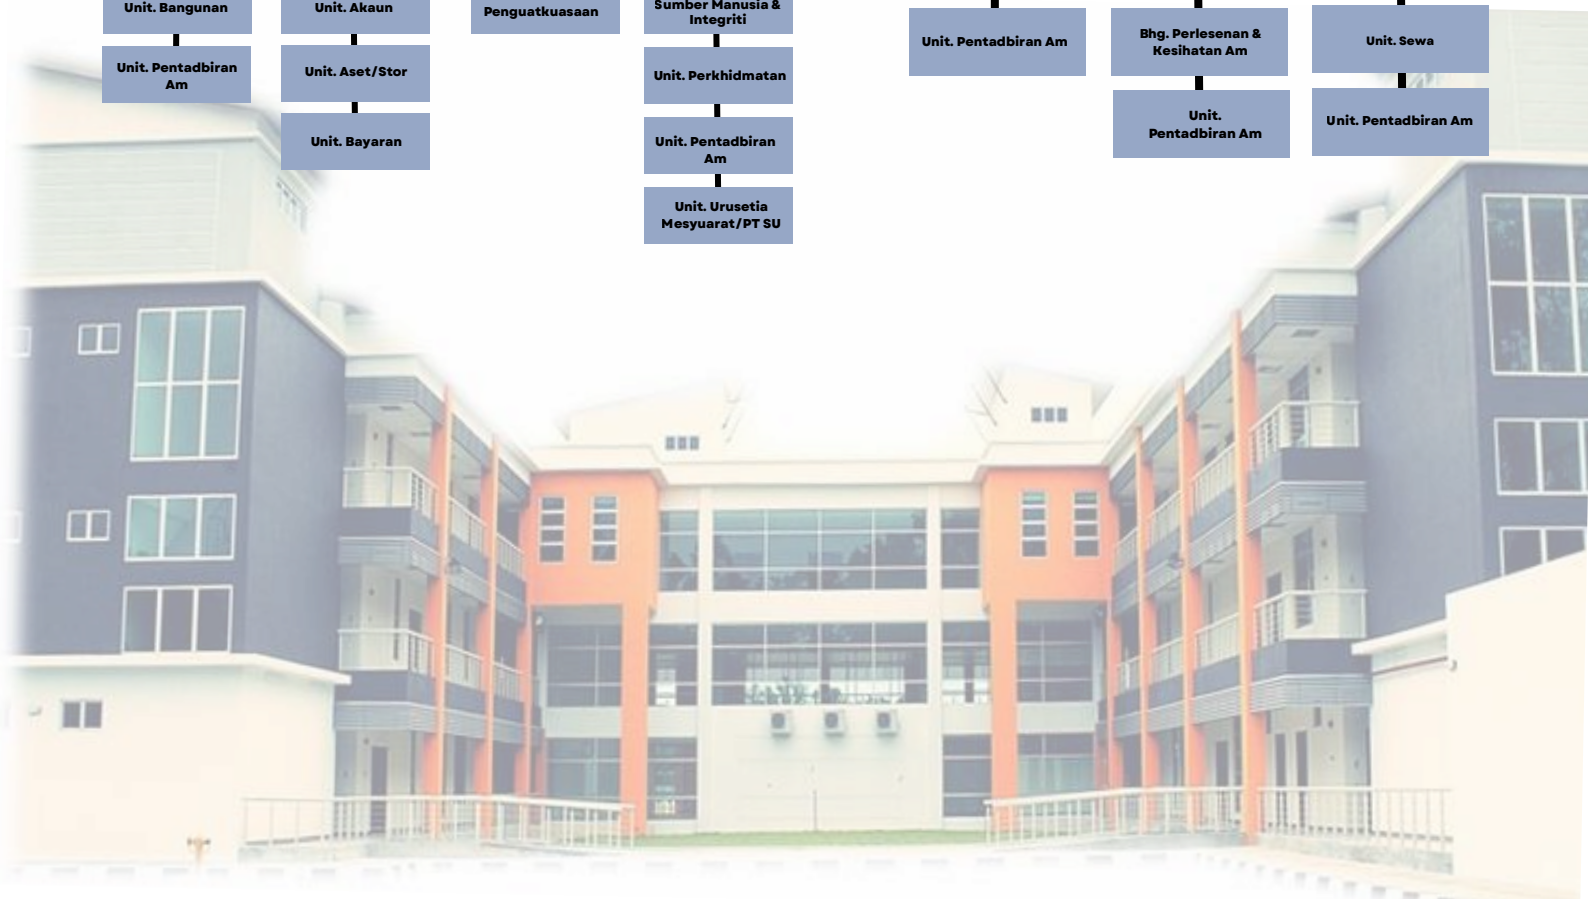 Unit. Bangunan
Unit. Pentadbiran
Am
Unit. Akaun
Unit. Aset/Stor
Unit. Bayaran
Penguatkuasaan
Sumber Manusia &
Integriti
Unit. Perkhidmatan
Unit. Pentadbiran
Am
Unit. Urusetia
Mesyuarat/PT SU
Unit. Pentadbiran Am
Bhg. Perlesenan &
Kesihatan Am
Unit.
Pentadbiran Am
Unit. Sewa
Unit. Pentadbiran Am